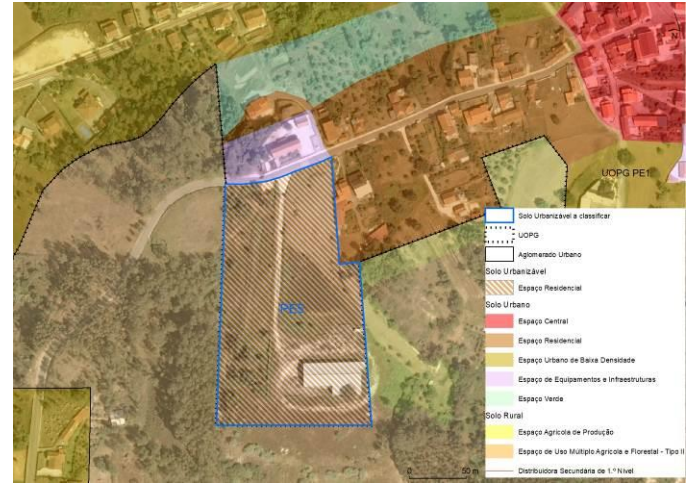 N
UOPG PE1
PE3
Solo Urbanizável a classificar
UOPG
Aglomerado Urbano
Solo Urbanizável
Espaço Residencial
Solo Urbano
Espaço Central
Espaço Residencial
Espaço Urbano de Baixa Densidade
Espaço de Equipamentos e Infraestruturas
Espaço Verde
Solo Rural
Espaço Agrícola de Produção
Espaço de Uso Múltiplo Agrícola e Florestal - Tipo II
Distribuidora Secundária de 1.º Nível
0 50 m